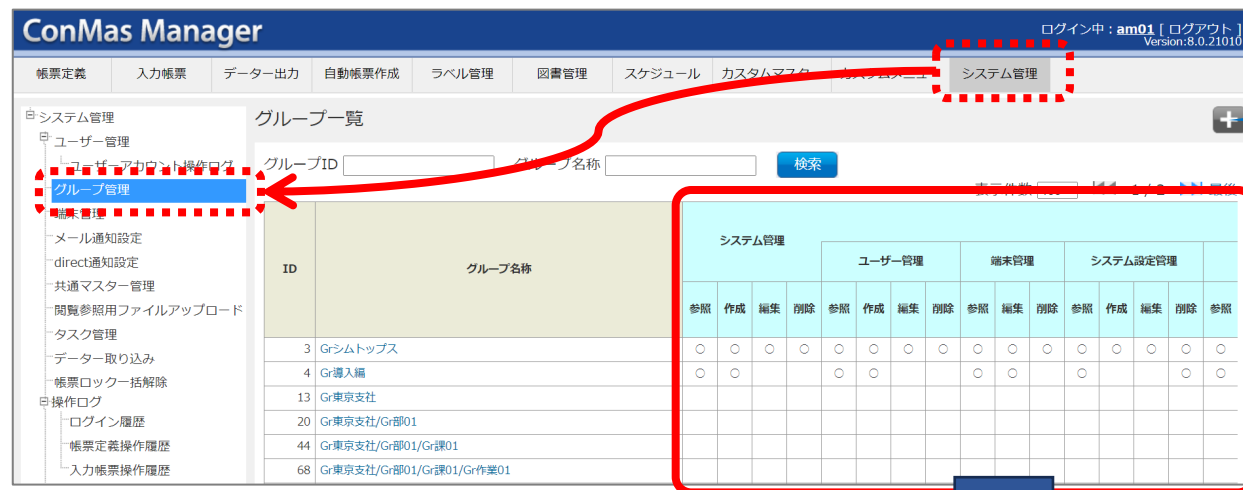 ConMas Manager
ログイン中 : am01 [ ログアウト ]
Version:8.0.21010
帳票定義 入力帳票 データー出力 自動帳票作成 ラベル管理 図書管理 スケジュール カスタムマスター カスタムメニュー システム管理
システム管理
ユーザー管理
ユーザーアカウント操作ログ
グループ管理
端末管理
メール通知設定
direct通知設定
共通マスター管理
閲覧参照用ファイルアップロード
タスク管理
データー取り込み
帳票ロック一括解除
操作ログ
ログイン履歴
帳票定義操作履歴
入力帳票操作履歴
グループ一覧
グループID グループ名称 検索
表示件数 1 / 2 最後
ID グループ名称 システム管理 ユーザー管理 端末管理 システム設定管理
参照 作成 編集 削除 参照 作成 編集 削除 参照 編集 削除 参照 作成 編集 削除 参照
3 Grシムトップス ○ ○ ○ ○ ○ ○ ○ ○ ○ ○ ○ ○ ○ ○ ○ ○
4 Gr導入編 ○ ○ ○ ○ ○ ○ ○ ○ ○
13 Gr東京支社
20 Gr東京支社/Gr部01
44 Gr東京支社/Gr部01/Gr課01
68 Gr東京支社/Gr部01/Gr課01/Gr作業01